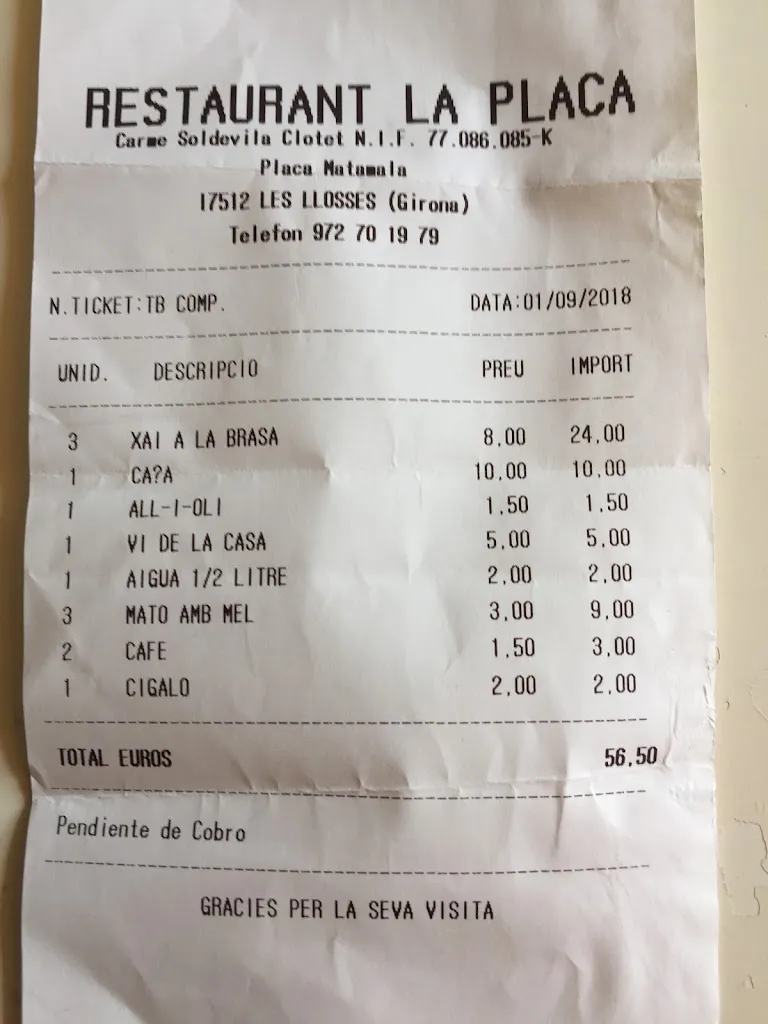 RESTAURANT LA PLACA
Carme Soldevila Clotet N.I.F. 77.086.085-K
Placa Matamala
17512 LES LLOSSES (Girona)
Telefon 972 70 19 79
N.TICKET:TB COMP. DATA:01/09/2018
UNID. DESCRIPCIO PREU IMPORT
3 XAI A LA BRASA 8,00 24,00
1 CA?A 10,00 10,00
1 ALL-I-OLI 1,50 1,50
1 VI DE LA CASA 5,00 5,00
1 AIGUA 1/2 LITRE 2,00 2,00
3 MATO AMB MEL 3,00 9,00
2 CAFE 1,50 3,00
1 CIGALO 2,00 2,00
TOTAL EUROS 56,50
Pendiente de Cobro
GRACIES PER LA SEVA VISITA